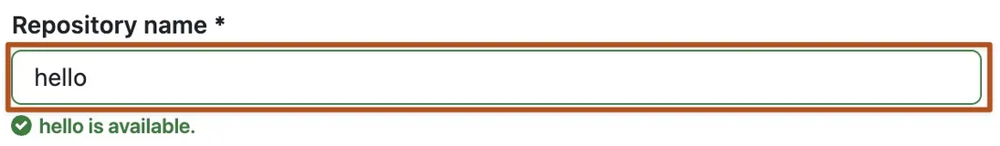 Repository name *
hello
hello is available.